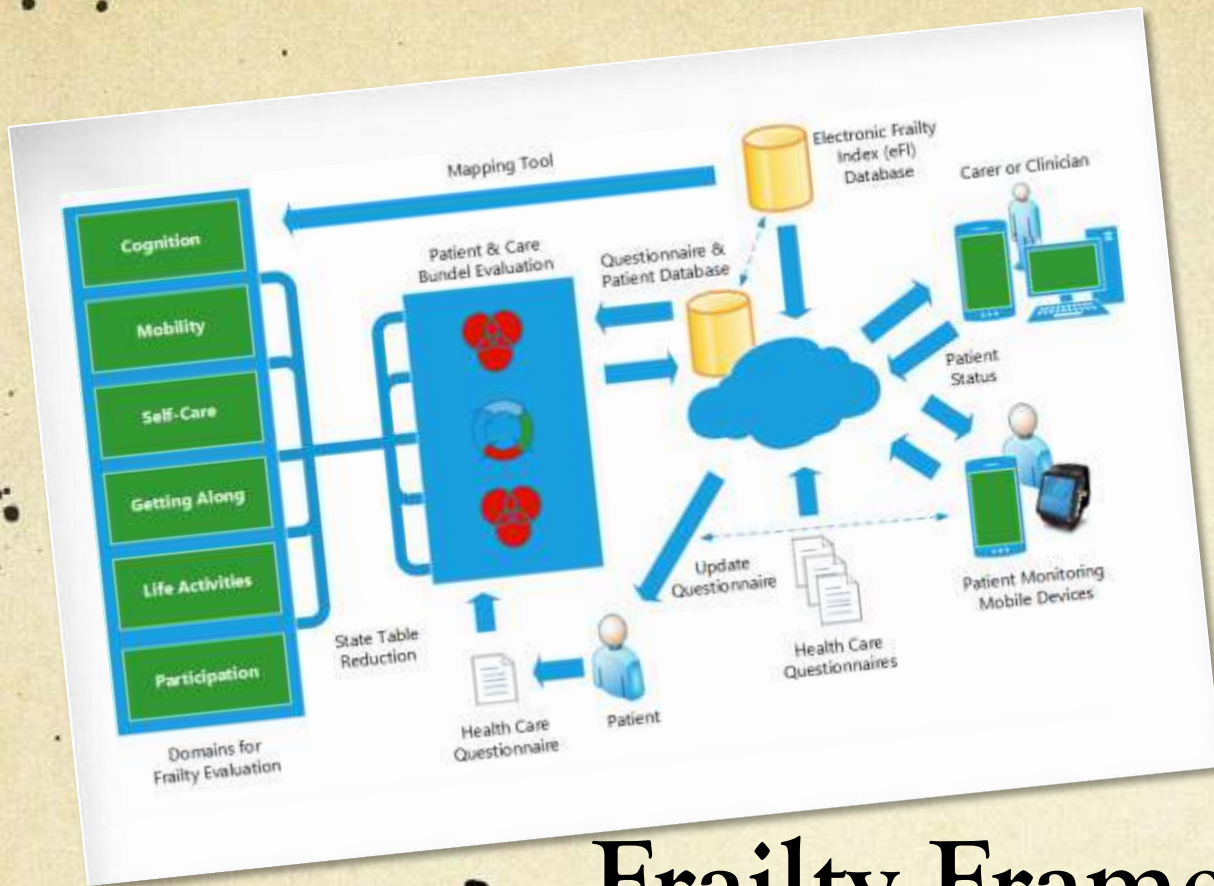 Mapping Tool
Electronic Frailty
Index (eFI)
Database
Carer or Clinician
Cognition
Mobility
Self-Care
Getting Along
Life Activities
Participation
Domains for
Frailty Evaluation
Patient & Care
Bundel Evaluation
Questionnaire &
Patient Database
Patient
Status
State Table
Reduction
Update
Questionnaire
Health Care
Questionnaire
Patient
Health Care
Questionnaires
Patient Monitoring
Mobile Devices
Frailty Frame